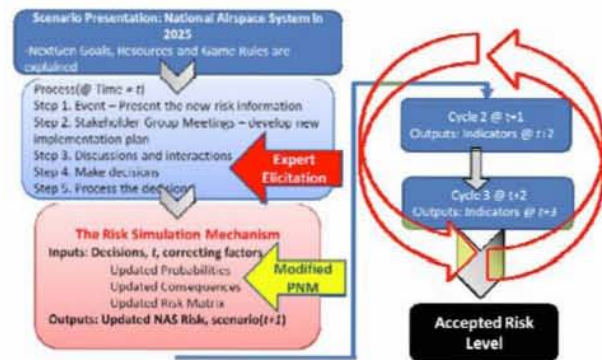 Scenario Presentation: National Airspace System in
2025
-NextGen Goals, Resources and Game Rules are
explained
Process(@ Time = t)
Step 1. Event – Present the new risk information
Step 2. Stakeholder Group Meetings – develop new
implementation plan
Step 3. Discussions and interactions
Step 4. Make decisions
Step 5. Process the decision
Expert
Elicitation
The Risk Simulation Mechanism
Inputs: Decisions, t, correcting factors
Updated Probabilities
Updated Consequences
Updated Risk Matrix
Outputs: Updated NAS Risk, scenario(t+1)
Modified
PNM
Cycle 2 @ t+1
Outputs: Indicators @ t+2
Cycle 3 @ t+2
Outputs: Indicators @ t+3
Accepted Risk
Level